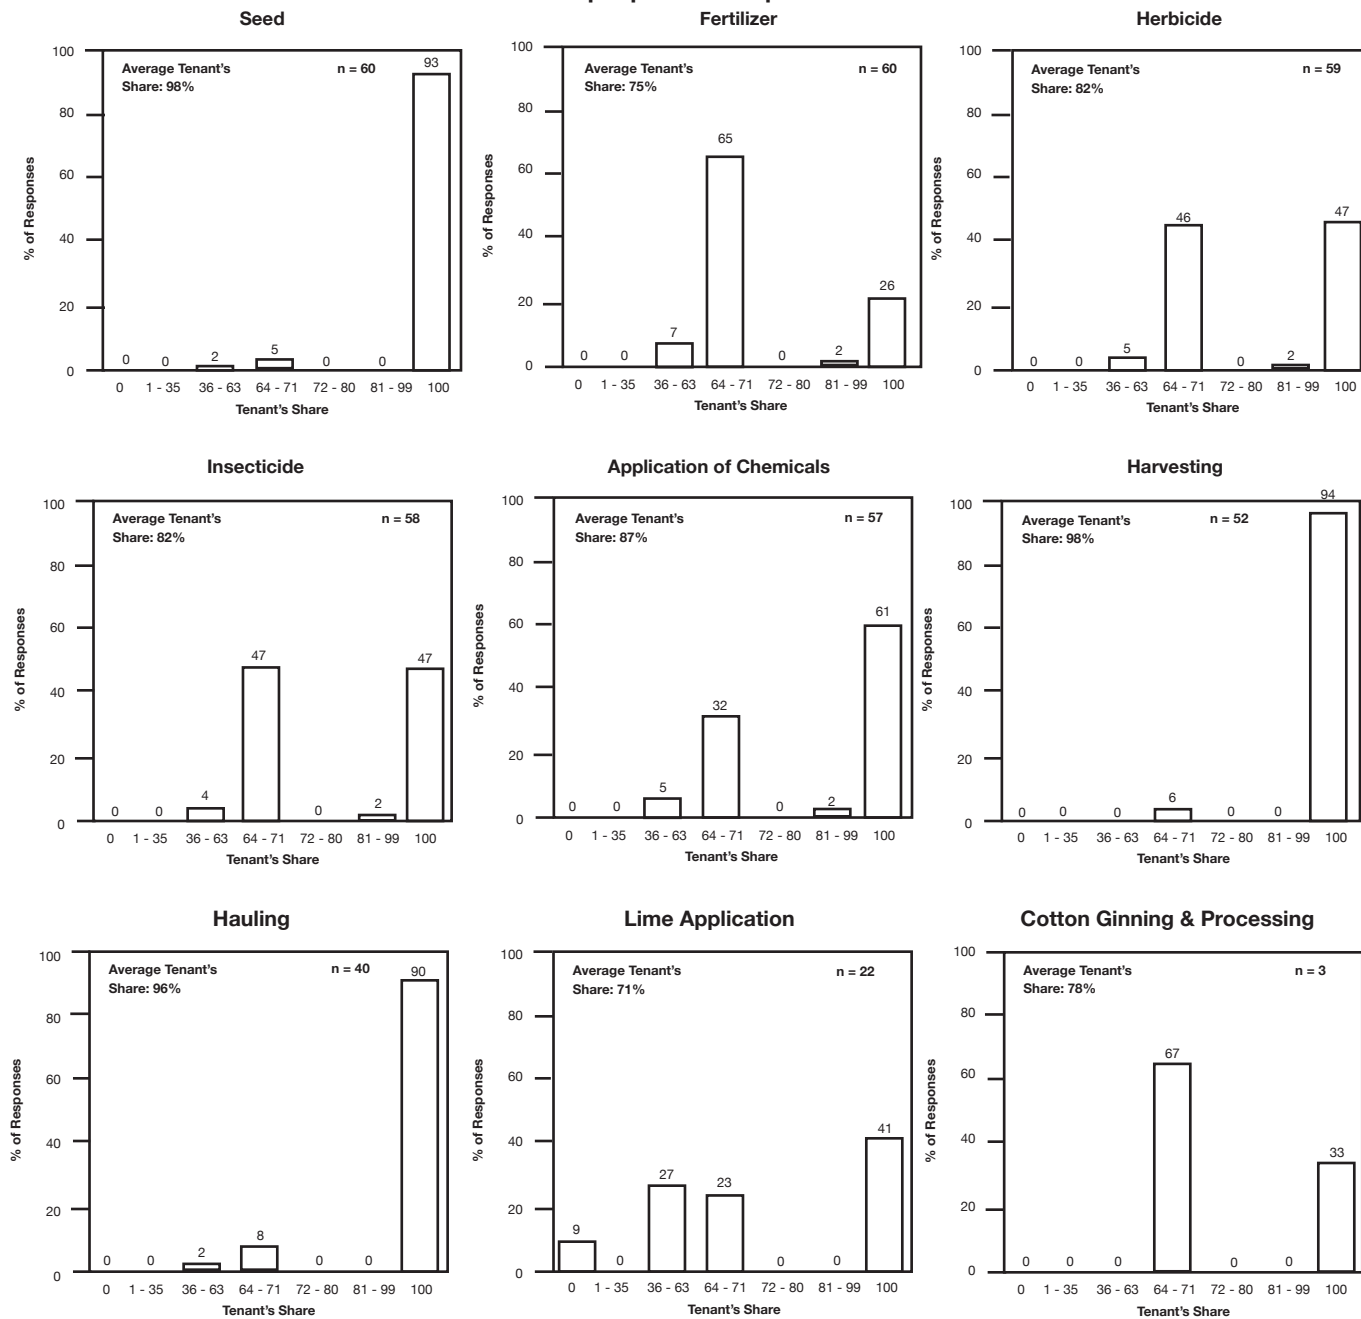 Seed
100
80
60
40
20
0
% of Responses
Average Tenant's
Share: 98%
n = 60
0
0
2
5
0
0
93
0
1 - 35
36 - 63
64 - 71
72 - 80
81 - 99
100
Tenant's Share
Fertilizer
100
80
60
40
20
0
% of Responses
Average Tenant's
Share: 75%
n = 60
0
0
7
65
0
2
26
0
1 - 35
36 - 63
64 - 71
72 - 80
81 - 99
100
Tenant's Share
Herbicide
100
80
60
40
20
0
% of Responses
Average Tenant's
Share: 82%
n = 59
0
0
5
46
0
2
47
0
1 - 35
36 - 63
64 - 71
72 - 80
81 - 99
100
Tenant's Share
Insecticide
100
80
60
40
20
0
% of Responses
Average Tenant's
Share: 82%
n = 58
0
0
4
47
0
2
47
0
1 - 35
36 - 63
64 - 71
72 - 80
81 - 99
100
Tenant's Share
Application of Chemicals
100
80
60
40
20
0
% of Responses
Average Tenant's
Share: 87%
n = 57
0
0
5
32
0
2
61
0
1 - 35
36 - 63
64 - 71
72 - 80
81 - 99
100
Tenant's Share
Harvesting
100
80
60
40
20
0
% of Responses
Average Tenant's
Share: 98%
n = 52
0
0
0
6
0
0
94
0
1 - 35
36 - 63
64 - 71
72 - 80
81 - 99
100
Tenant's Share
Hauling
100
80
60
40
20
0
% of Responses
Average Tenant's
Share: 96%
n = 40
0
0
2
8
0
0
90
0
1 - 35
36 - 63
64 - 71
72 - 80
81 - 99
100
Tenant's Share
Lime Application
100
80
60
40
20
0
% of Responses
Average Tenant's
Share: 71%
n = 22
9
0
27
23
0
0
41
0
1 - 35
36 - 63
64 - 71
72 - 80
81 - 99
100
Tenant's Share
Cotton Ginning & Processing
100
80
60
40
20
0
% of Responses
Average Tenant's
Share: 78%
n = 3
0
0
0
67
0
0
33
0
1 - 35
36 - 63
64 - 71
72 - 80
81 - 99
100
Tenant's Share